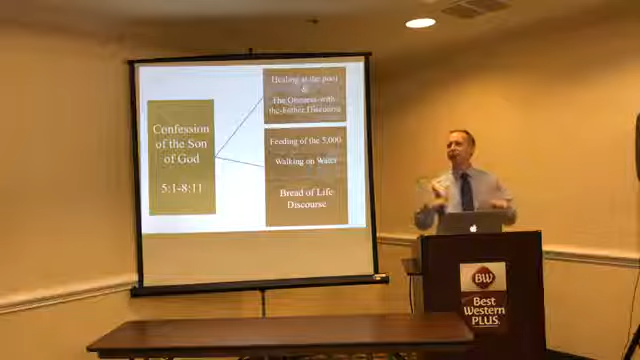 Confession
of the Son
of God
5:1-8:11
Healing at the pool
&
The Oneness-with-
the-Father Discourse
Feeding of the 5,000
Walking on Water
Bread of Life
Discourse
BW
Best
Western
PLUS.